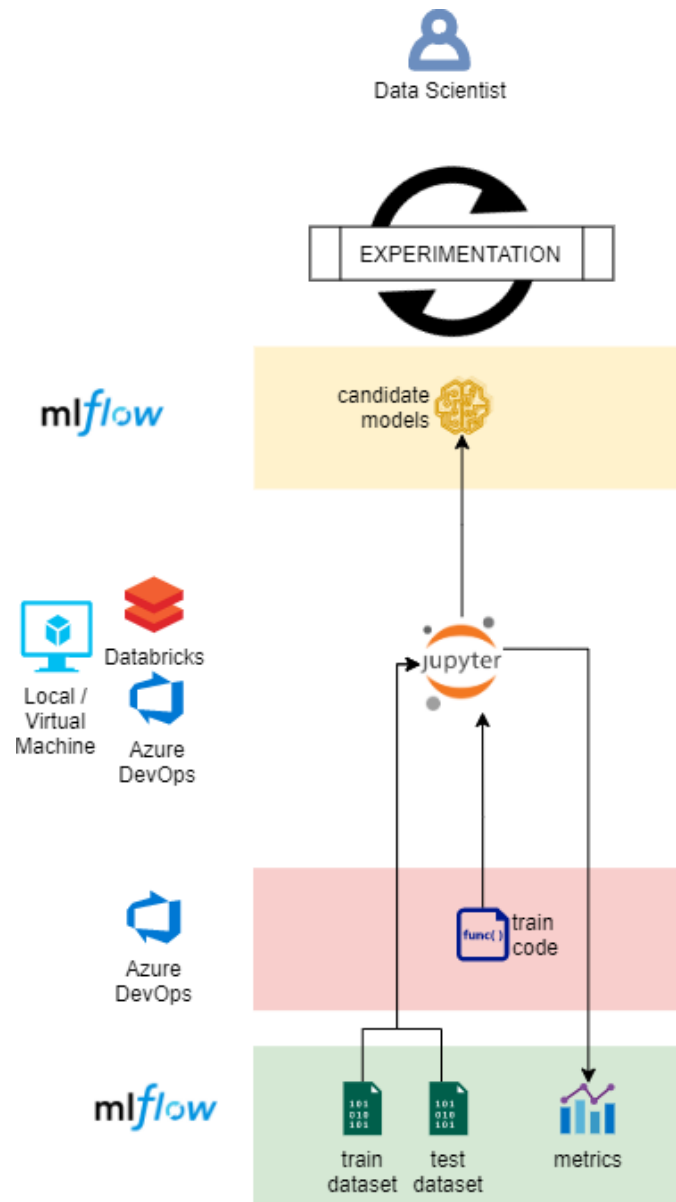 Data Scientist
EXPERIMENTATION
mlflow
candidate
models
Databricks
Local /
Virtual
Machine
Azure
DevOps
jupyter
Azure
DevOps
func( )
train
code
mlflow
101
010
101
101
010
101
train
dataset
test
dataset
metrics